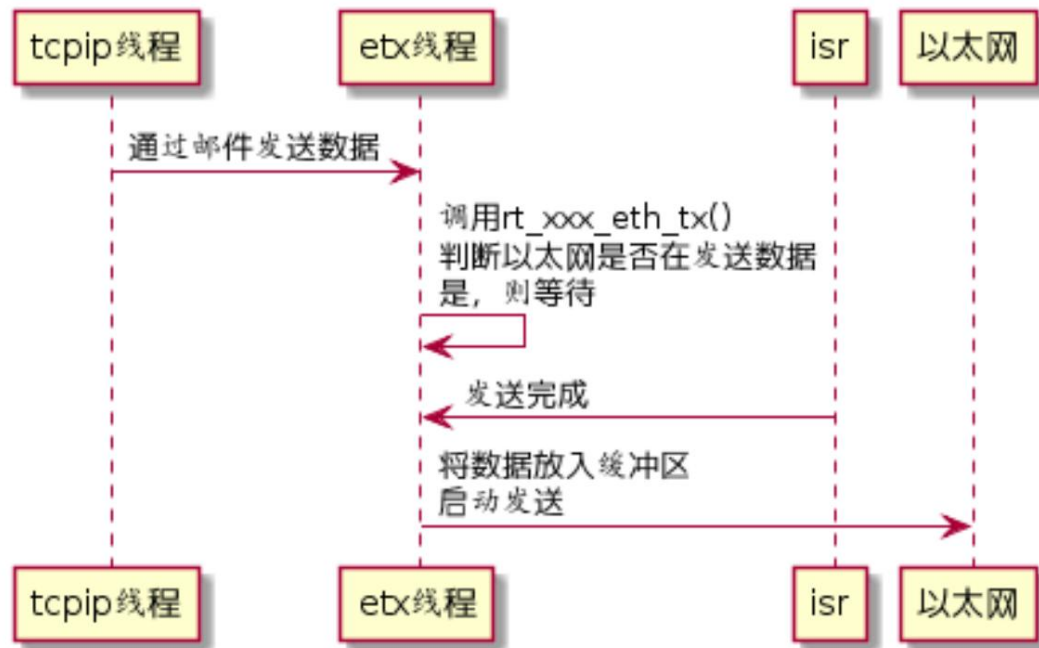 tcpip线程
etx线程
isr
以太网
通过邮件发送数据
调用rt_xxx_eth_tx()
判断以太网是否在发送数据
是，则等待
发送完成
将数据放入缓冲区
启动发送
tcpip线程
etx线程
isr
以太网